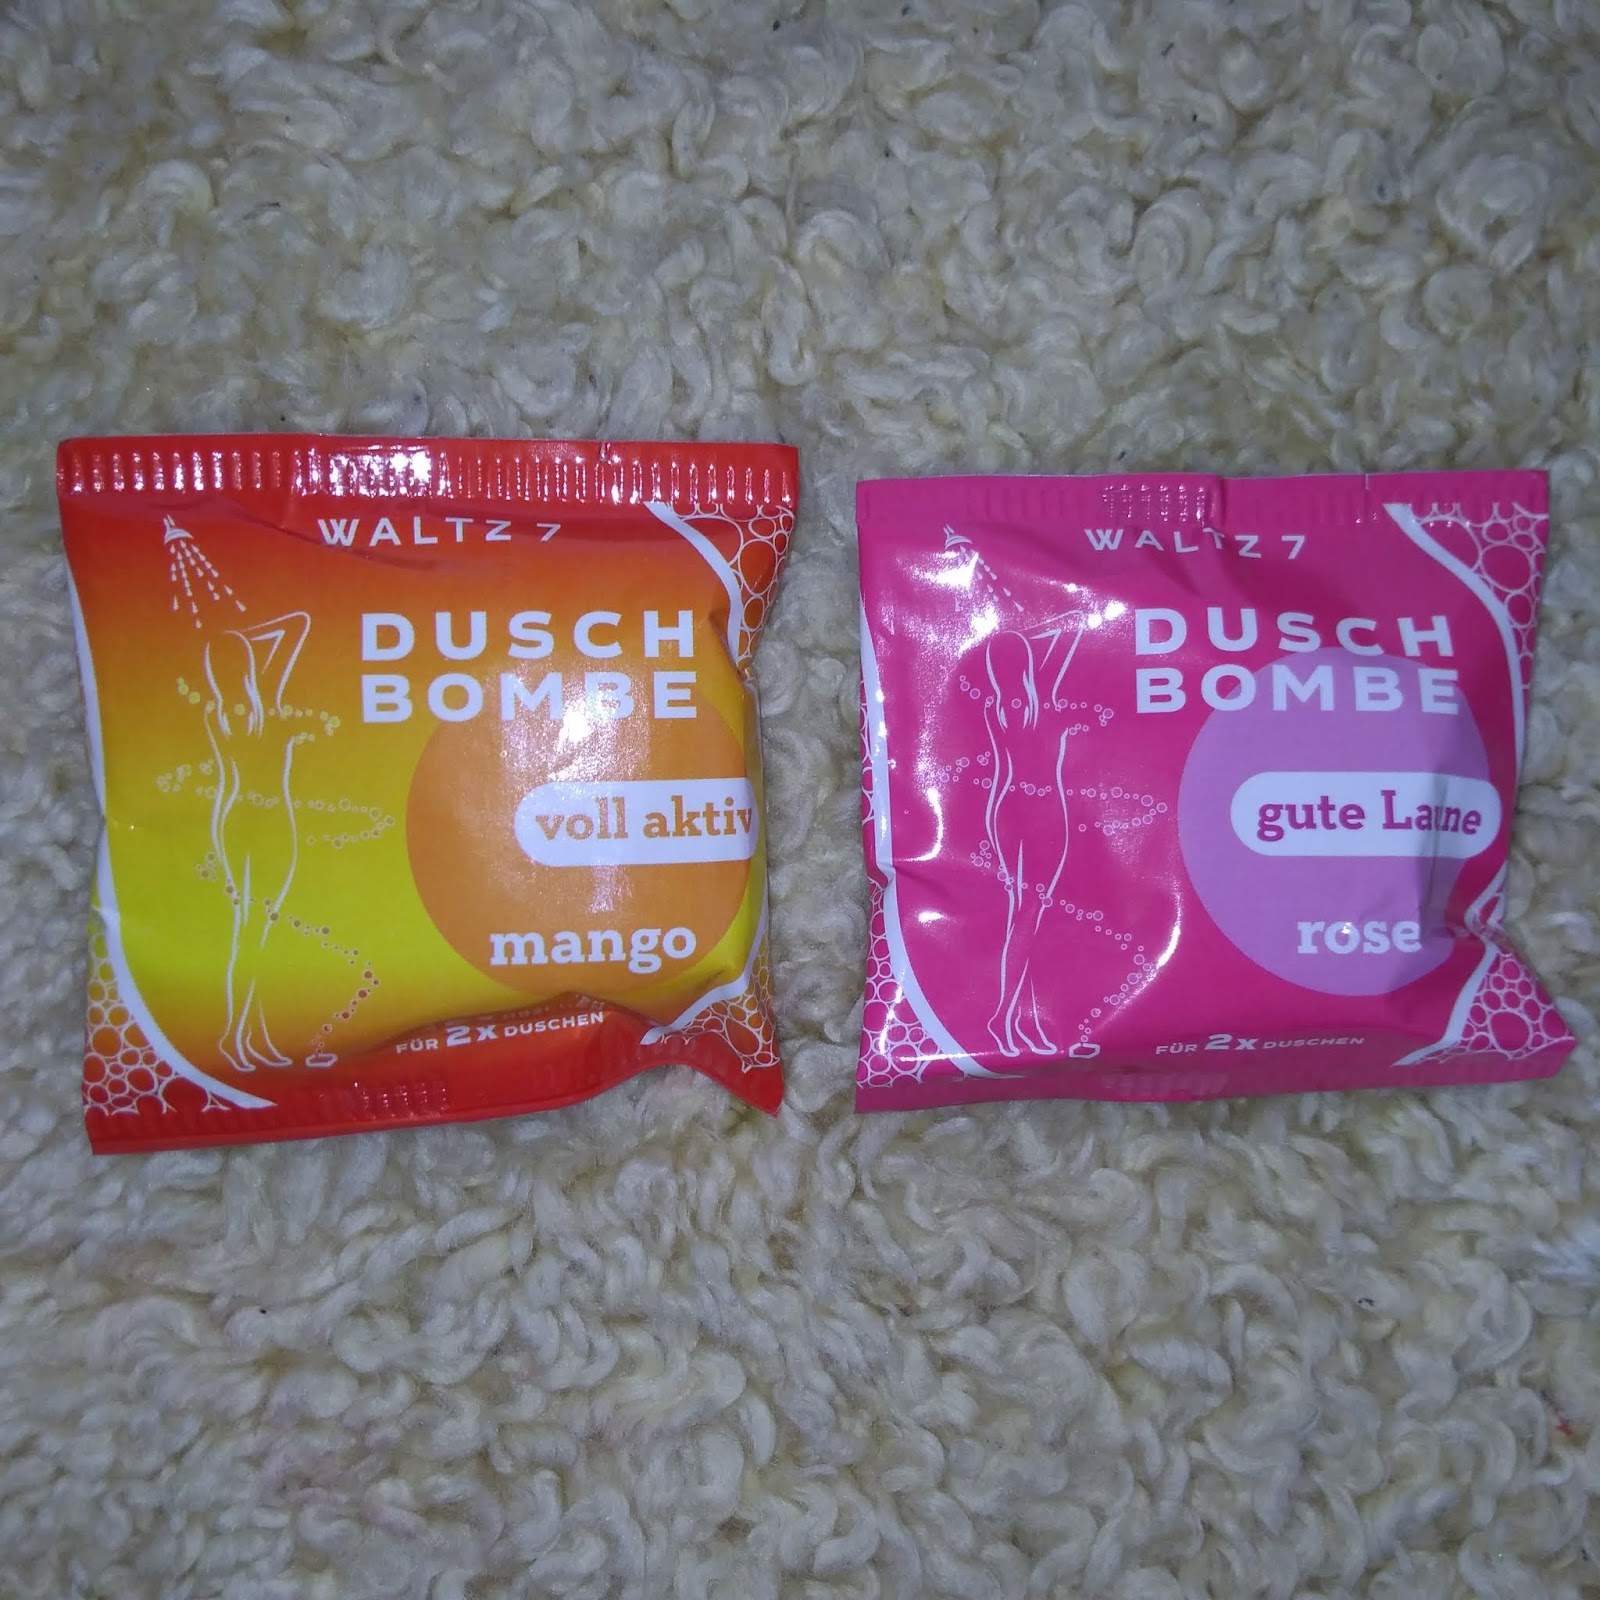 WALTZ 7
DUSCH
BOMBE
voll aktiv
mango
FÜR 2x DUSCHEN
WALTZ 7
DUSCH
BOMBE
gute Laune
rose
FÜR 2x DUSCHEN